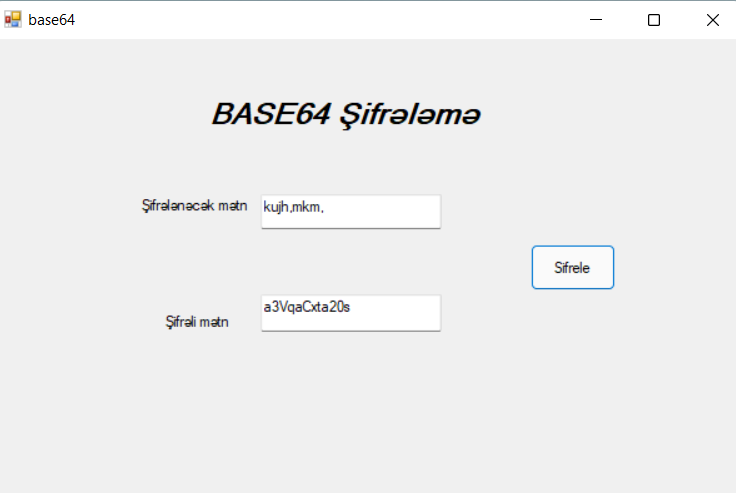 base64
BASE64 Şifrələmə
Şifrələnəcək mətn
kujh,mkm,
Sifrele
a3VqaCxta20s
Şifrəli mətn